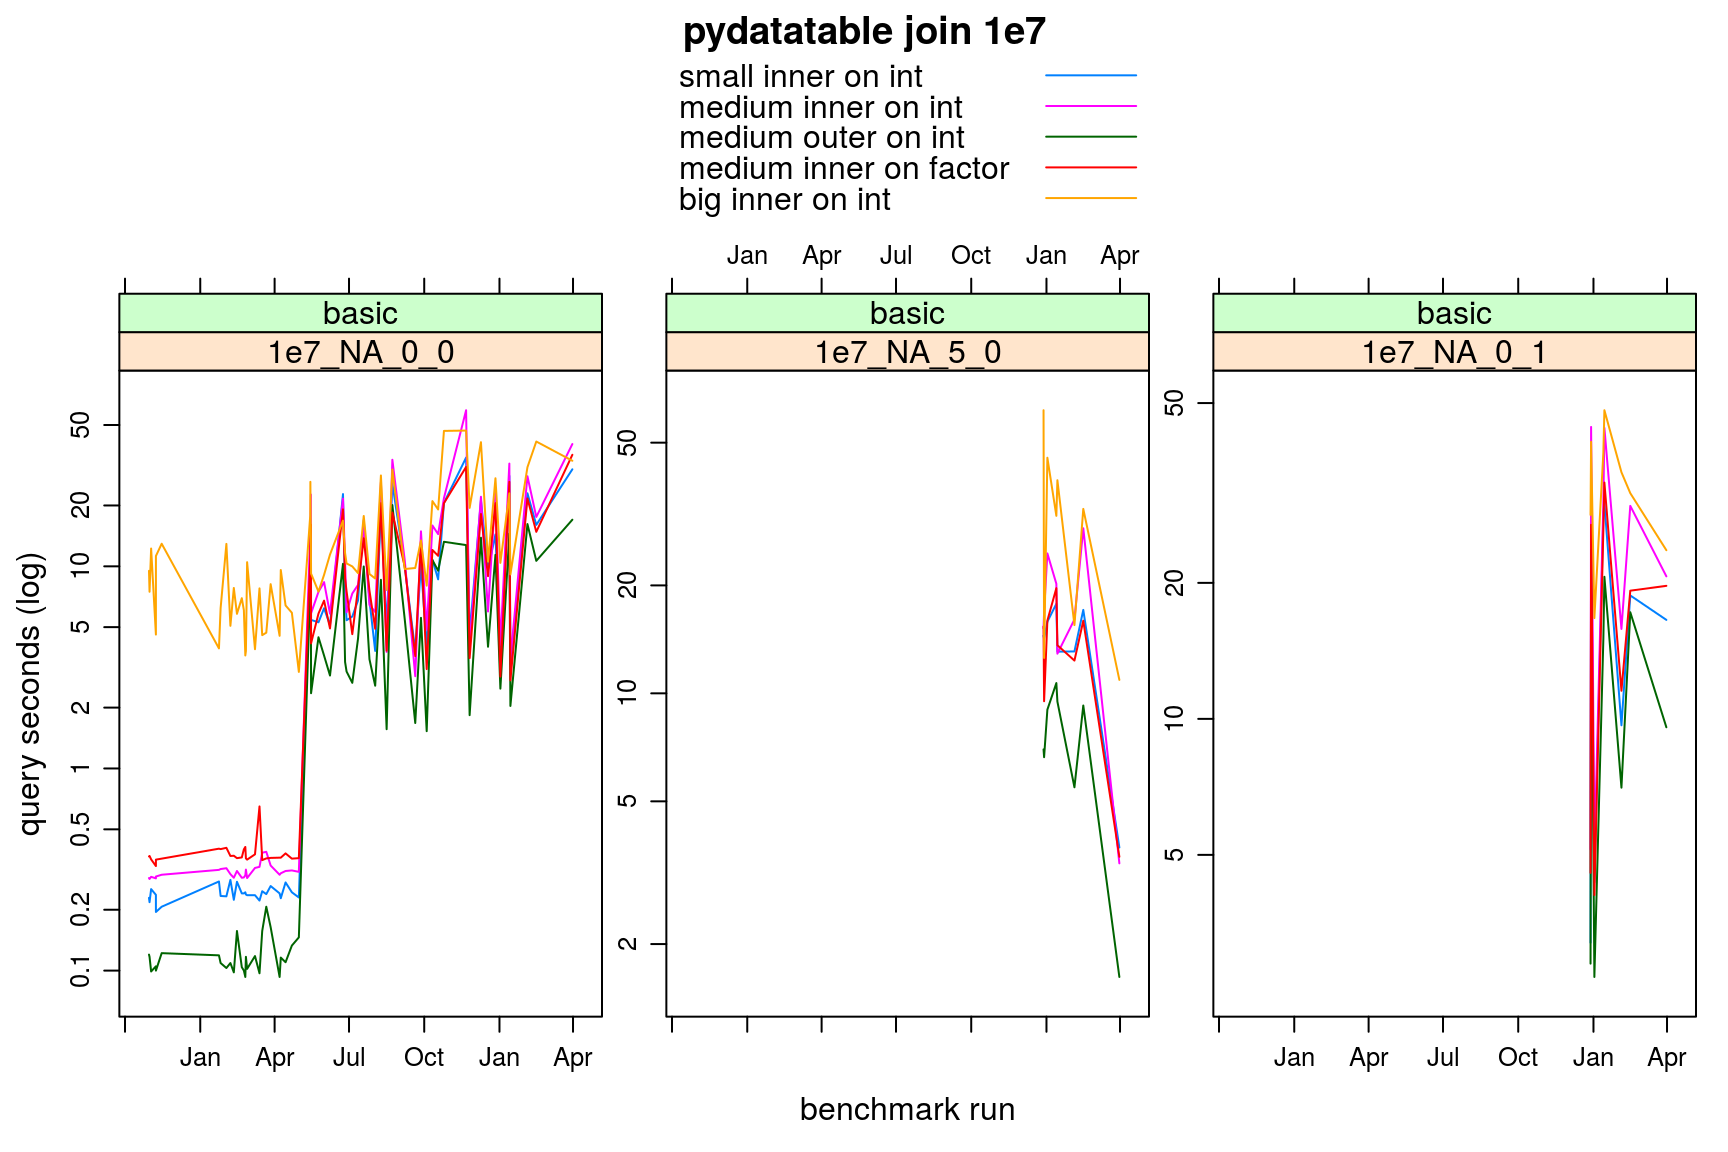 pydatatable join 1e7
small inner on int
medium inner on int
medium outer on int
medium inner on factor
big inner on int
Jan Apr Jul Oct Jan Apr
basic basic basic
1e7_NA_0_0 1e7_NA_5_0 1e7_NA_0_1
query seconds (log)
50
20
10
5
2
1
0.5
0.2
0.1
50
20
10
5
2
50
20
10
5
Jan Apr Jul Oct Jan Apr
Jan Apr Jul Oct Jan Apr
benchmark run